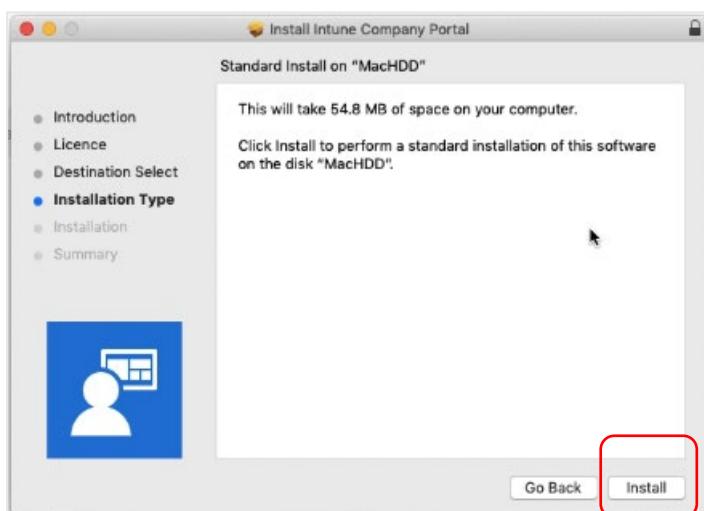 Install Intune Company Portal
Standard Install on "MacHDD"
Introduction
Licence
Destination Select
Installation Type
Installation
Summary
This will take 54.8 MB of space on your computer.
Click Install to perform a standard installation of this software
on the disk "MacHDD".
Go Back
Install